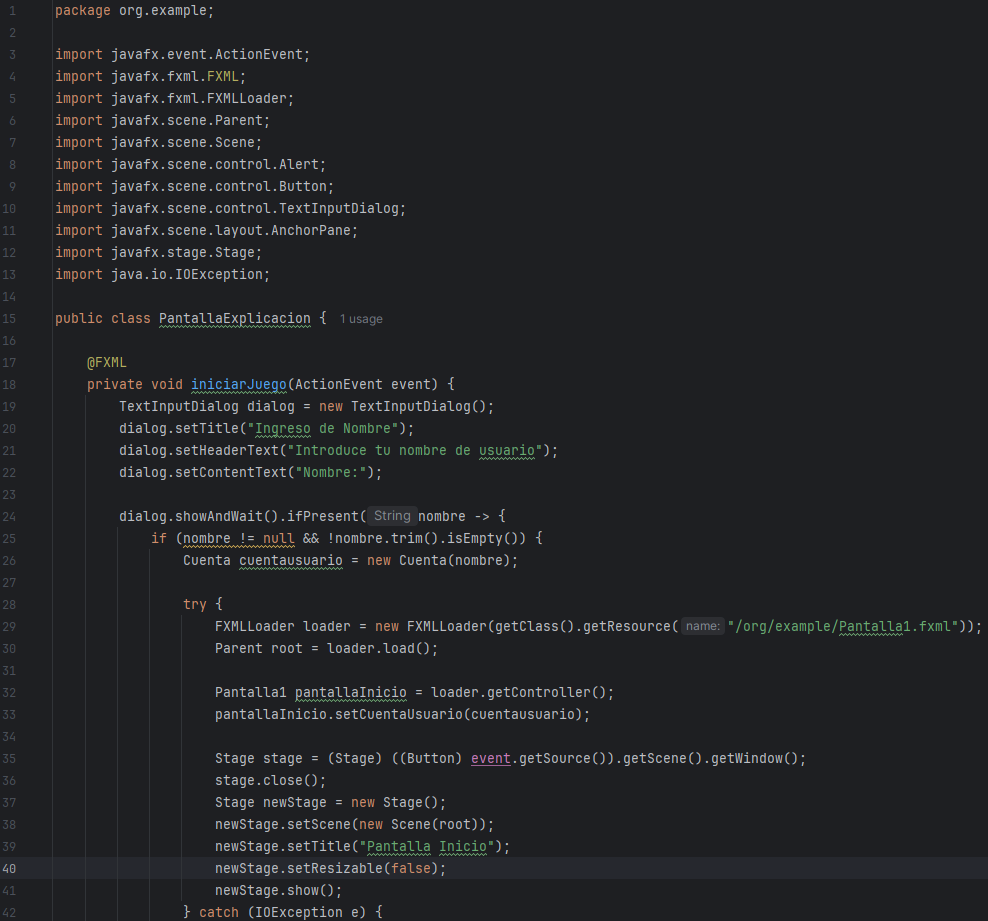 1 package org.example;
2
3 import javafx.event.ActionEvent;
4 import javafx.fxml.FXML;
5 import javafx.fxml.FXMLLoader;
6 import javafx.scene.Parent;
7 import javafx.scene.Scene;
8 import javafx.scene.control.Alert;
9 import javafx.scene.control.Button;
10 import javafx.scene.control.TextInputDialog;
11 import javafx.scene.layout.AnchorPane;
12 import javafx.stage.Stage;
13 import java.io.IOException;
14
15 public class PantallaExplicacion { 1 usage
16
17 @FXML
18 private void iniciarJuego(ActionEvent event) {
19 TextInputDialog dialog = new TextInputDialog();
20 dialog.setTitle("Ingreso de Nombre");
21 dialog.setHeaderText("Introduce tu nombre de usuario");
22 dialog.setContentText("Nombre:");
23
24 dialog.showAndWait().ifPresent( String nombre -> {
25 if (nombre != null && !nombre.trim().isEmpty()) {
26 Cuenta cuentausuario = new Cuenta(nombre);
27
28 try {
29 FXMLLoader loader = new FXMLLoader(getClass().getResource( name: "/org/example/Pantalla1.fxml"));
30 Parent root = loader.load();
31
32 Pantalla1 pantallaInicio = loader.getController();
33 pantallaInicio.setCuentaUsuario(cuentausuario);
34
35 Stage stage = (Stage) ((Button) event.getSource()).getScene().getWindow();
36 stage.close();
37 Stage newStage = new Stage();
38 newStage.setScene(new Scene(root));
39 newStage.setTitle("Pantalla Inicio");
40 newStage.setResizable(false);
41 newStage.show();
42 } catch (IOException e) {